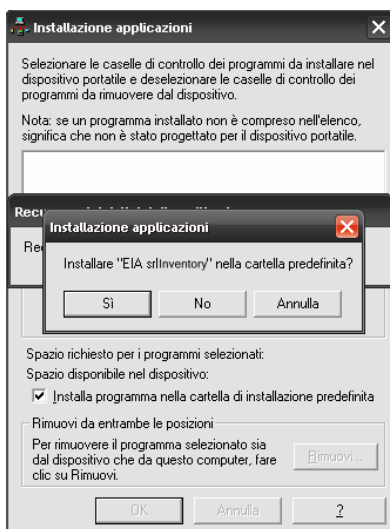 Installazione applicazioni
Selezionare le caselle di controllo dei programmi da installare nel
dispositivo portatile e deselezionare le caselle di controllo dei
programmi da rimuovere dal dispositivo.
Nota: se un programma installato non è compreso nell'elenco,
significa che non è stato progettato per il dispositivo portatile.
Installazione applicazioni
Installare "EIA srlInventory" nella cartella predefinita?
Sì
No
Annulla
Spazio richiesto per i programmi selezionati:
Spazio disponibile nel dispositivo:
Installa programma nella cartella di installazione predefinita
Rimuovi da entrambe le posizioni
Per rimuovere il programma selezionato sia
dal dispositivo che da questo computer, fare
clic su Rimuovi.
Rimuovi...
OK
Annulla
?